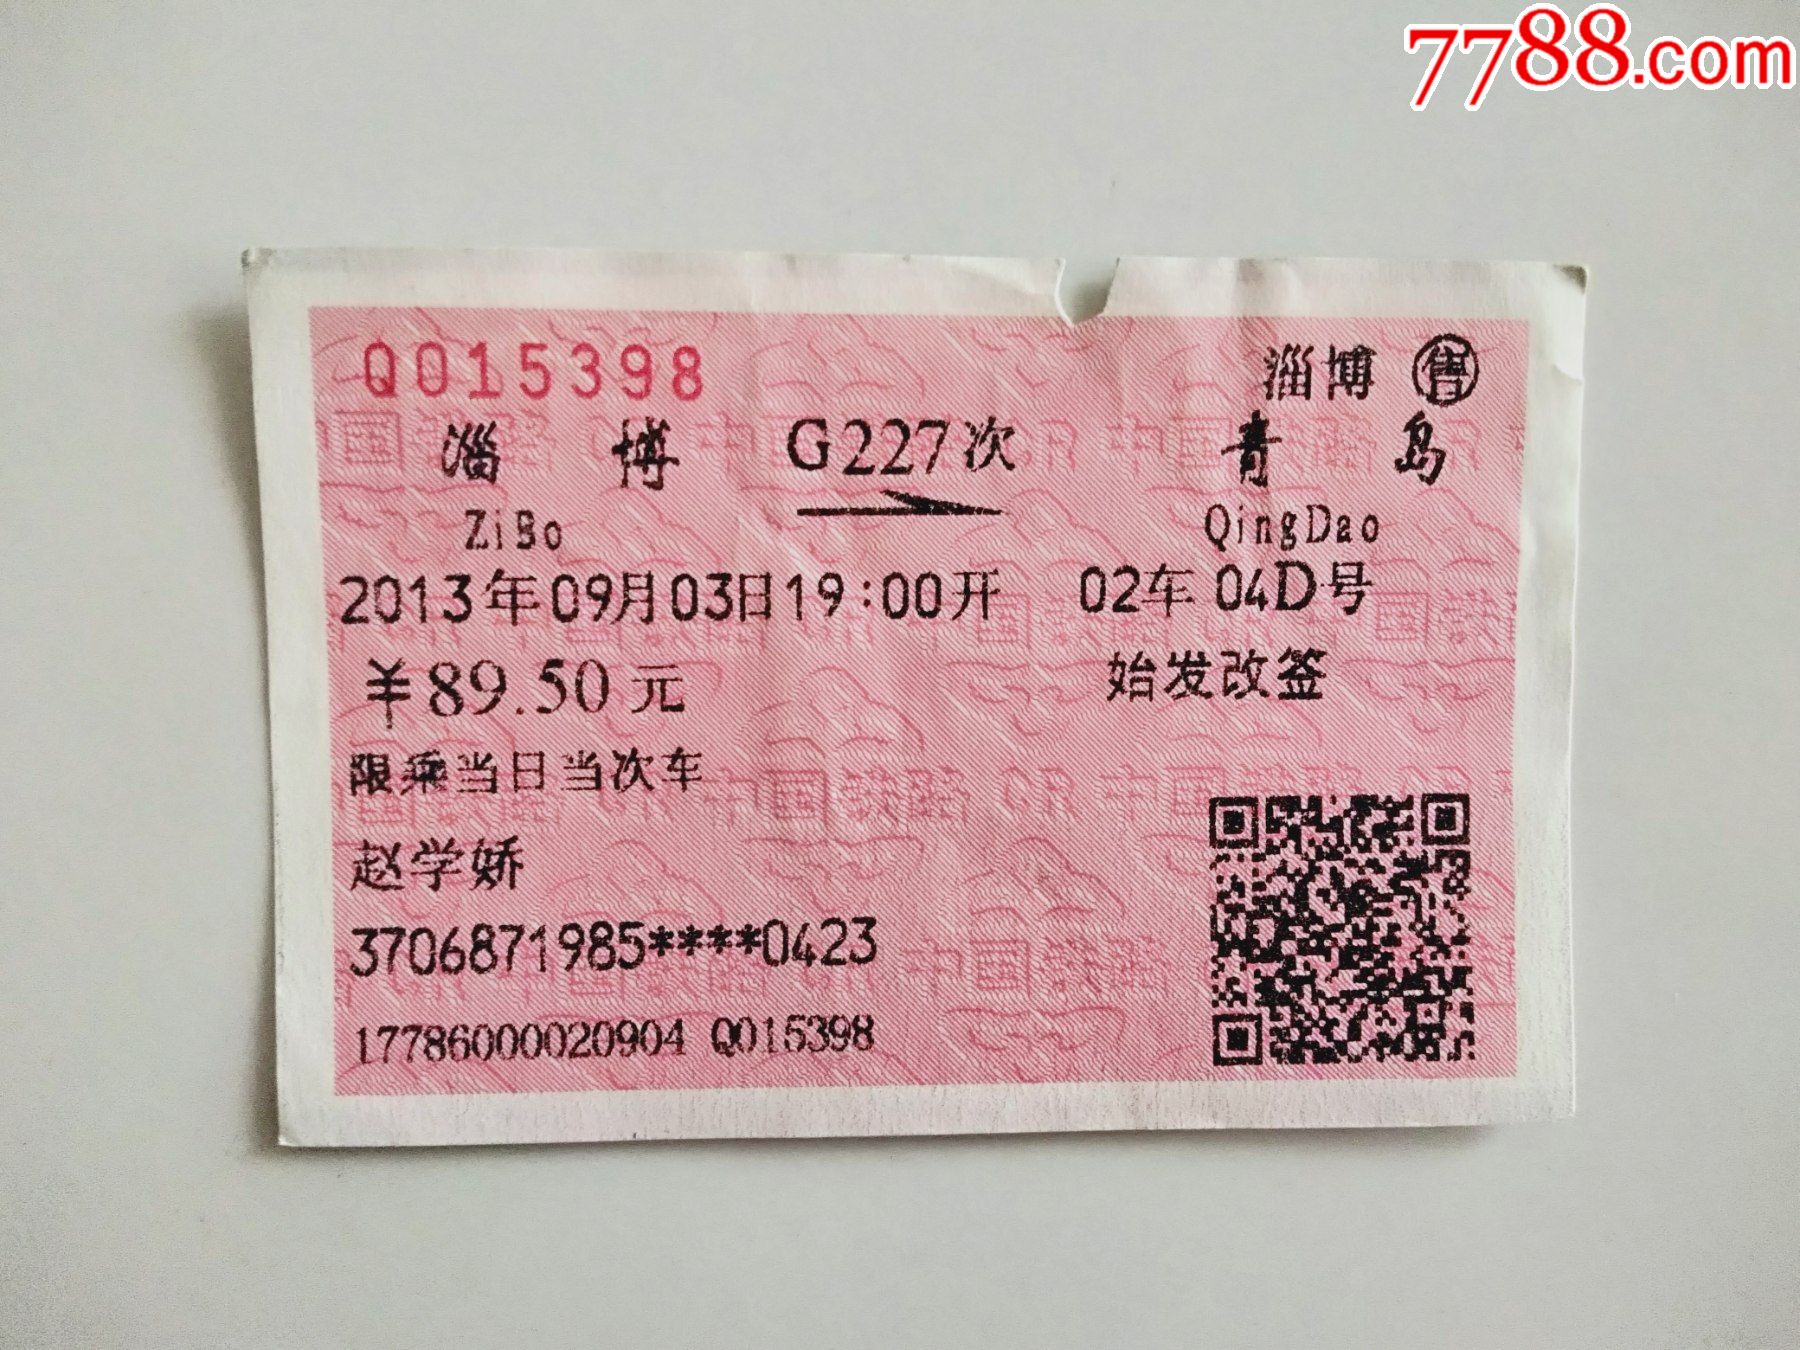 7788.com
Q015398 淄博 售
淄博 G227次 青岛
ZiBo QingDao
2013年09月03日19:00开 02车 04D号
¥89.50元 始发改签
限乘当日当次车
赵学娇
3706871985****0423
17786000020904 Q015398